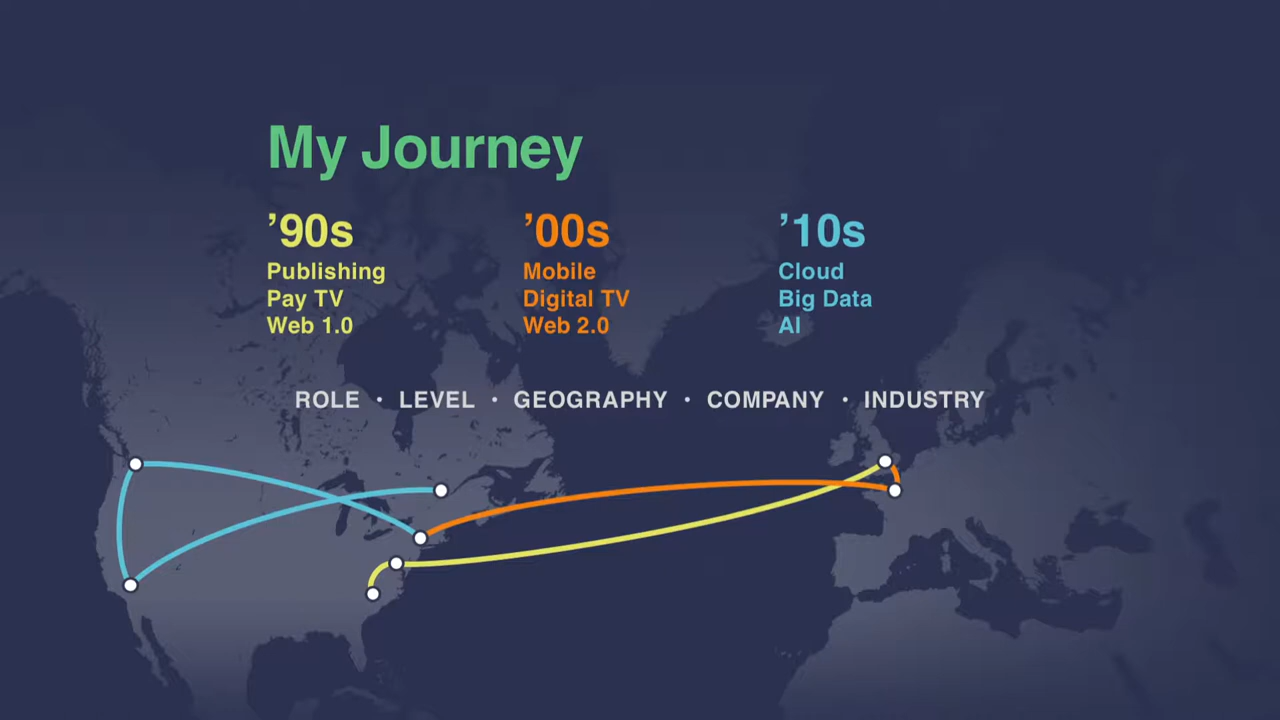 My Journey
’90s
Publishing
Pay TV
Web 1.0
’00s
Mobile
Digital TV
Web 2.0
’10s
Cloud
Big Data
AI
ROLE • LEVEL • GEOGRAPHY • COMPANY • INDUSTRY